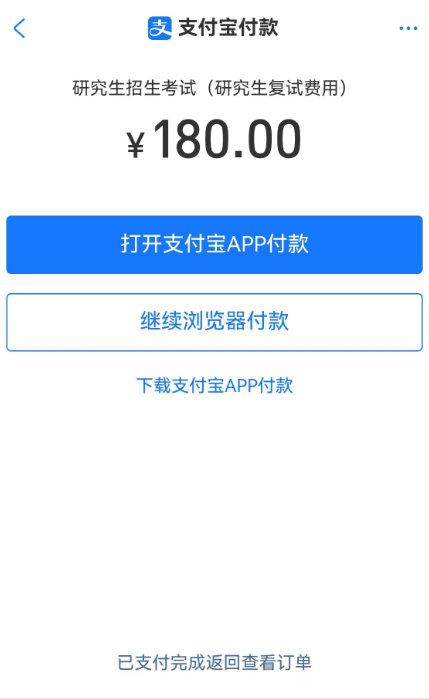 支付宝付款
研究生招生考试（研究生复试费用）
¥180.00
打开支付宝APP付款
继续浏览器付款
下载支付宝APP付款
已支付完成返回查看订单